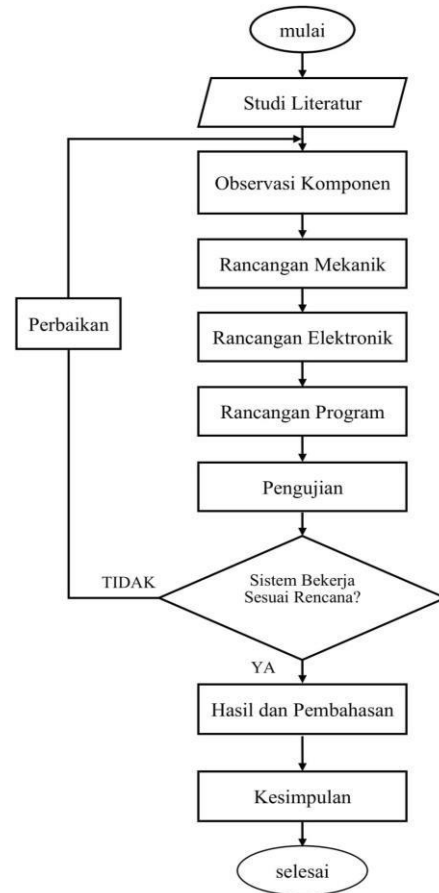 mulai
Studi Literatur
Observasi Komponen
Rancangan Mekanik
Perbaikan
Rancangan Elektronik
Rancangan Program
Pengujian
TIDAK
Sistem Bekerja
Sesuai Rencana?
YA
Hasil dan Pembahasan
Kesimpulan
selesai